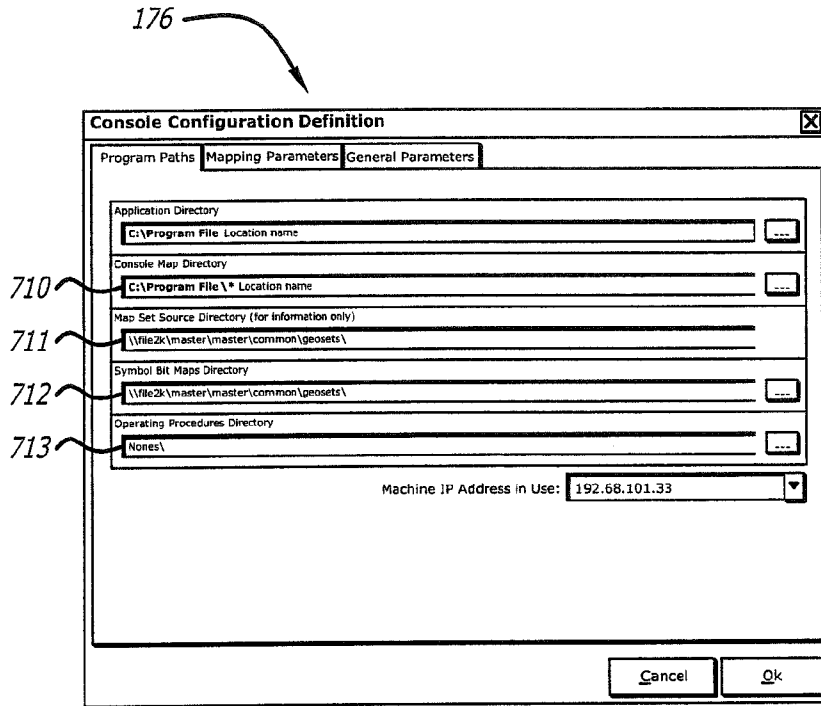 176
Console Configuration Definition
Program Paths Mapping Parameters General Parameters
Application Directory
C:\Program File Location name
...
Console Map Directory
710
C:\Program File\* Location name
...
Map Set Source Directory (for information only)
711
\\file2k\master\common\geosets\
Symbol Bit Maps Directory
712
\\file2k\master\master\common\geosets\
...
Operating Procedures Directory
713
Nones\
...
Machine IP Address in Use: 192.68.101.33
Cancel Ok